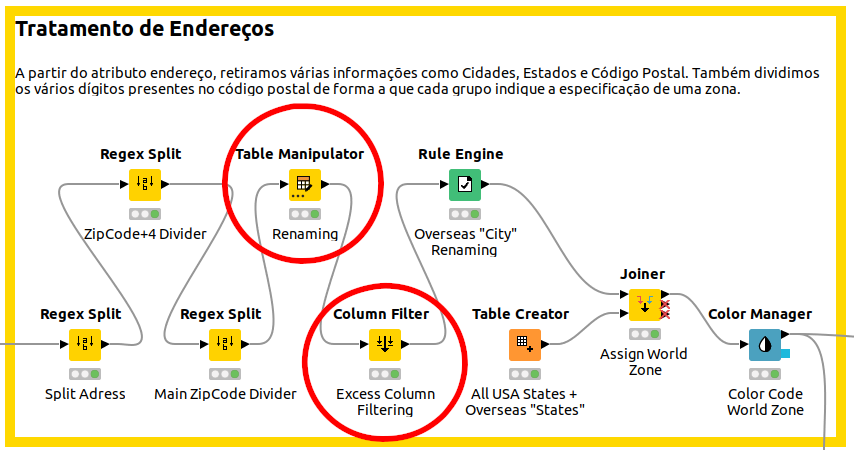 Tratamento de Endereços
A partir do atributo endereço, retiramos várias informações como Cidades, Estados e Código Postal. Também dividimos
os vários dígitos presentes no código postal de forma a que cada grupo indique a especificação de uma zona.
Regex Split
ZipCode+4 Divider
Table Manipulator
Renaming
Rule Engine
Overseas "City"
Renaming
Regex Split
Split Adress
Regex Split
Main ZipCode Divider
Column Filter
Excess Column
Filtering
Table Creator
All USA States +
Overseas "States"
Joiner
Assign World
Zone
Color Manager
Color Code
World Zone